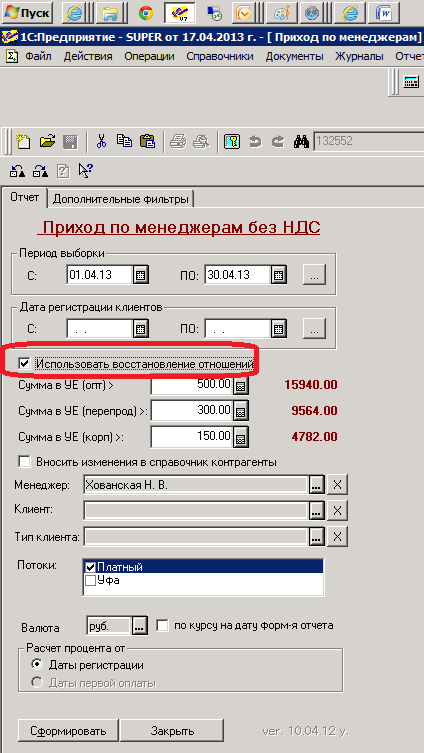 Пуск
1С:Предприятие - SUPER от 17.04.2013 г. - [ Приход по менеджерам]
Файл Действия Операции Справочники Документы Журналы Отчет
132552
Отчет Дополнительные фильтры
Приход по менеджерам без НДС
Период выборки
С: 01.04.13 ПО: 30.04.13 ...
Дата регистрации клиентов
С: . . ПО: . . ...
Использовать восстановление отношений
Сумма в УЕ (опт) > 500.00 15940.00
Сумма в УЕ (перепрод) >: 300.00 9564.00
Сумма в УЕ (корп) >: 150.00 4782.00
Вносить изменения в справочник контрагенты
Менеджер: Хованская Н. В. ... X
Клиент: ... X
Тип клиента: ... X
Потоки: Платный
Уфа
Валюта руб. ... по курсу на дату форм-я отчета
Расчет процента от
Даты регистрации
Даты первой оплаты
Сформировать Закрыть ver. 10.04.12 у.